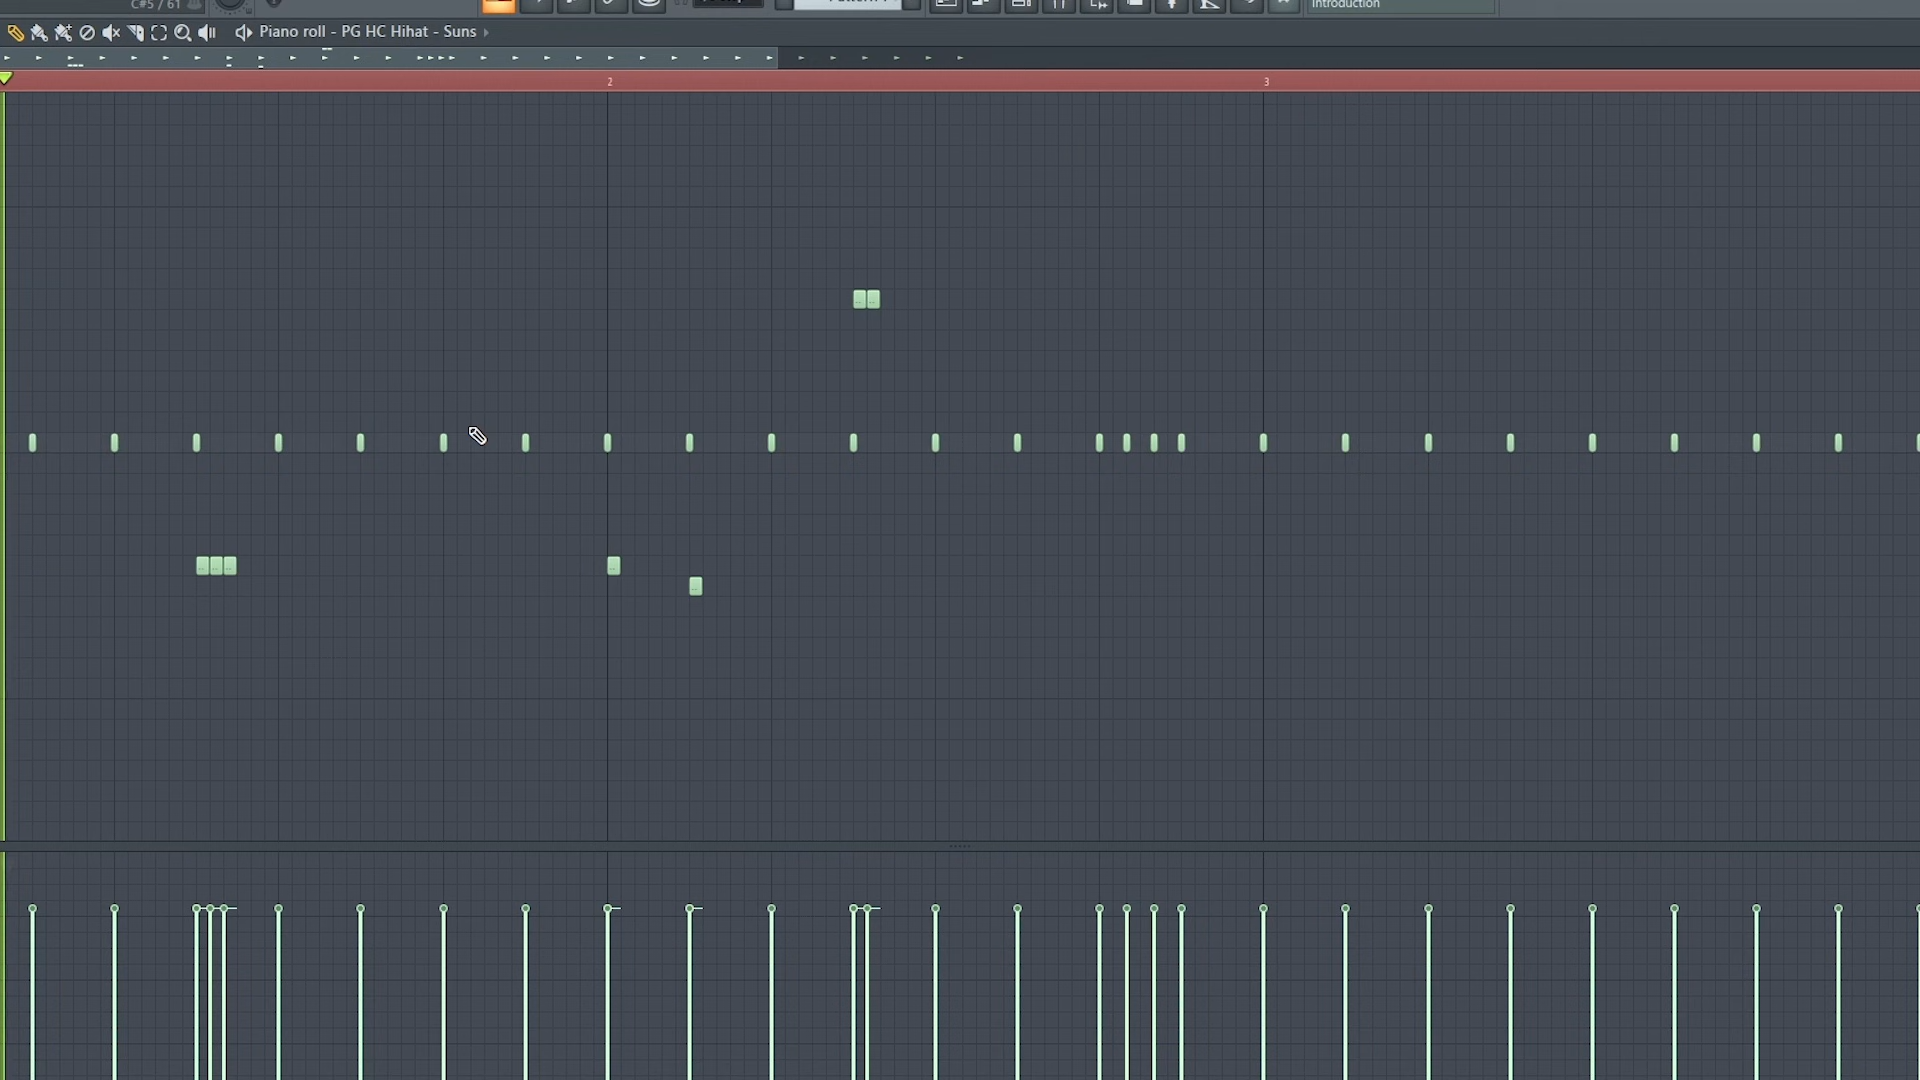 C#5 / 61
Introduction
Piano roll - PG HC Hihat - Suns
2
3